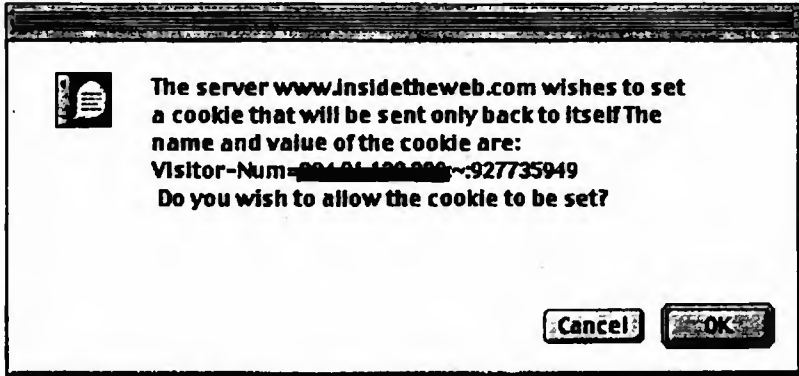 The server www.insidetheweb.com wishes to set
a cookie that will be sent only back to itself The
name and value of the cookie are:
Visitor-Num= ~:927735949
Do you wish to allow the cookie to be set?
Cancel OK